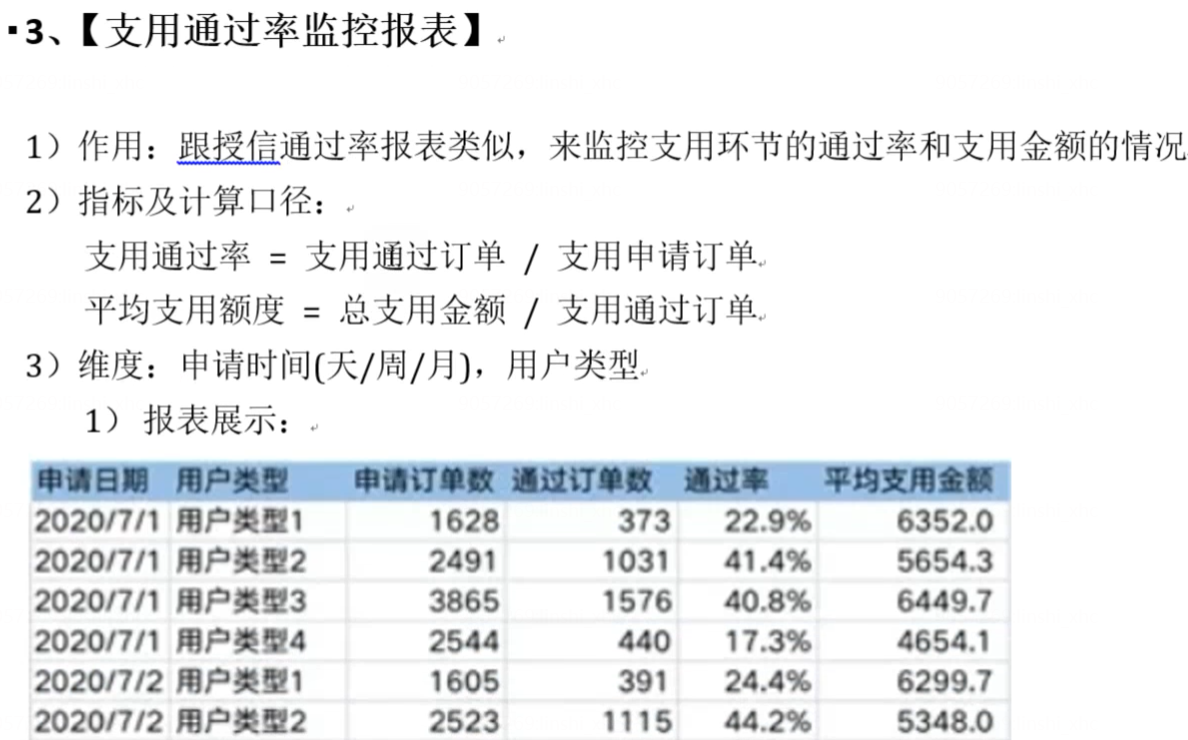 ▪3、【支用通过率监控报表】
1）作用：跟授信通过率报表类似，来监控支用环节的通过率和支用金额的情况
2）指标及计算口径：
支用通过率 = 支用通过订单 / 支用申请订单
平均支用额度 = 总支用金额 / 支用通过订单
3）维度：申请时间(天/周/月)，用户类型
1） 报表展示：
申请日期 用户类型 申请订单数 通过订单数 通过率 平均支用金额
2020/7/1 用户类型1 1628 373 22.9% 6352.0
2020/7/1 用户类型2 2491 1031 41.4% 5654.3
2020/7/1 用户类型3 3865 1576 40.8% 6449.7
2020/7/1 用户类型4 2544 440 17.3% 4654.1
2020/7/2 用户类型1 1605 391 24.4% 6299.7
2020/7/2 用户类型2 2523 1115 44.2% 5348.0